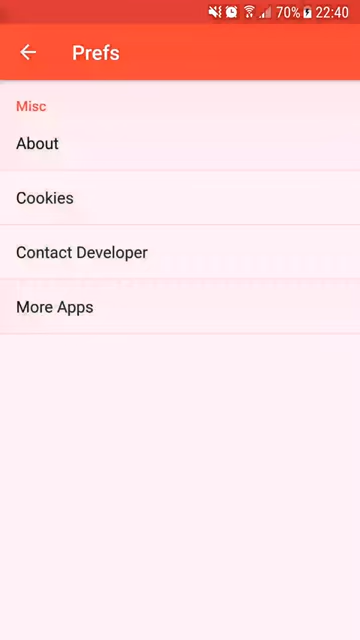 70% 22:40
Prefs
Misc
About
Cookies
Contact Developer
More Apps